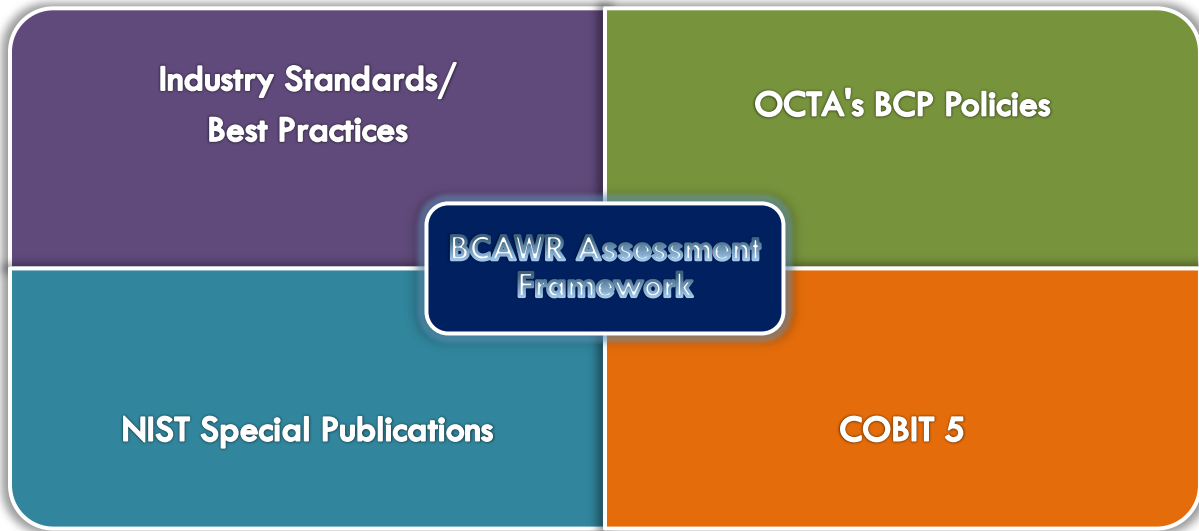 Industry Standards/
Best Practices
OCTA's BCP Policies
BCAWR Assessment
Framework
NIST Special Publications
COBIT 5